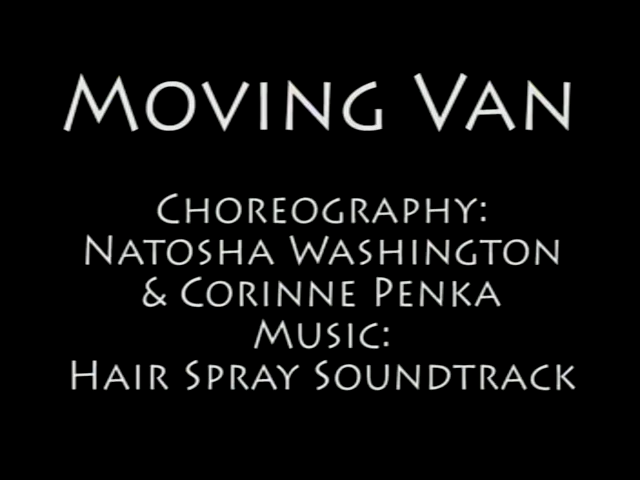 Moving Van
Choreography:
Natosha Washington
& Corinne Penka
Music:
Hair Spray Soundtrack